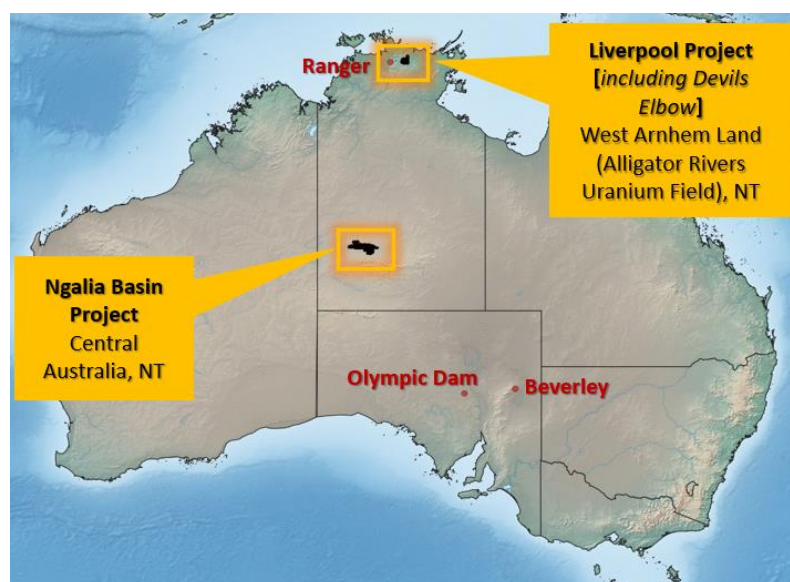 Ranger
Liverpool Project
[including Devils
Elbow]
West Arnhem Land
(Alligator Rivers
Uranium Field), NT
Ngalia Basin
Project
Central
Australia, NT
Olympic Dam
Beverley